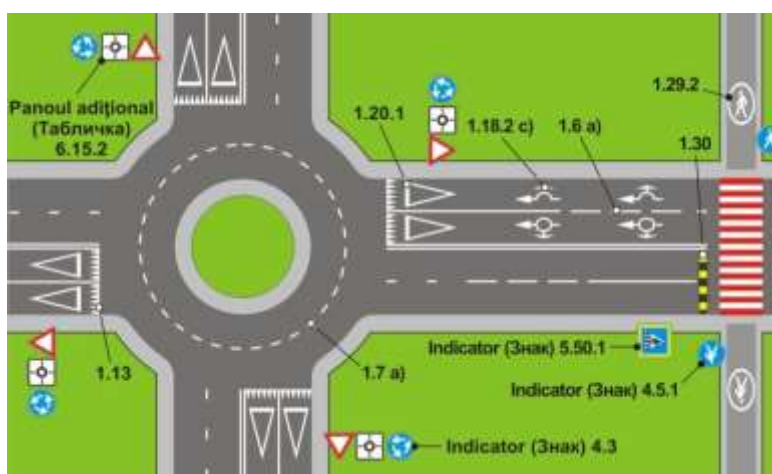 Panoul adiţional
(Табличка)
6.15.2
1.20.1
1.18.2 c)
1.6 a)
1.29.2
1.30
1.13
1.7 a)
Indicator (Знак) 5.50.1
Indicator (Знак) 4.5.1
Indicator (Знак) 4.3